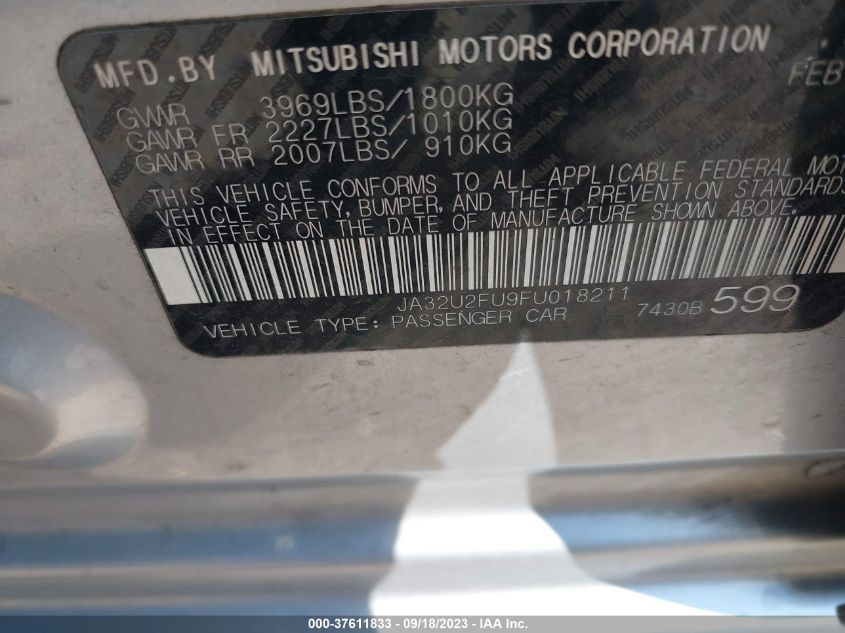 MFD.BY MITSUBISHI MOTORS CORPORATION
FEB
GWVR 3969LBS/1800KG
GAWR FR 2227LBS/1010KG
GAWR RR 2007LBS/ 910KG
THIS VEHICLE CONFORMS TO ALL APPLICABLE FEDERAL MOT
VEHICLE SAFETY, BUMPER, AND THEFT PREVENTION STANDARDS
IN EFFECT ON THE DATE OF MANUFACTURE SHOWN ABOVE.
JA32U2FU9FU018211
VEHICLE TYPE: PASSENGER CAR 7430B 599
000-37611833 - 09/18/2023 - IAA Inc.